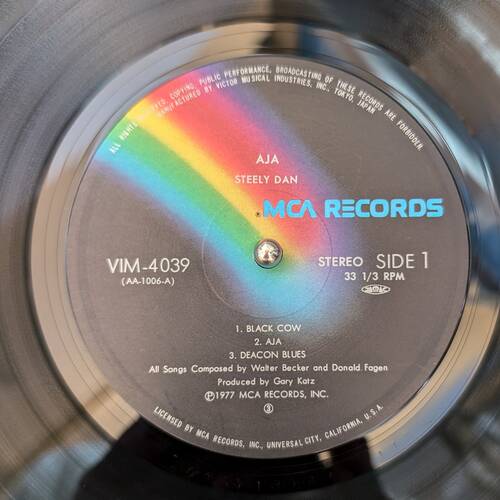 ALL RIGHTS RESERVED. COPYING, PUBLIC PERFORMANCE, BROADCASTING OF THESE RECORDS ARE FORBIDDEN.
MANUFACTURED BY VICTOR MUSICAL INDUSTRIES, INC. TOKYO, JAPAN
AJA
STEELY DAN
® MCA RECORDS
VIM-4039
(AA-1006-A)
STEREO SIDE 1
33 1/3 RPM
1. BLACK COW
2. AJA
3. DEACON BLUES
All Songs Composed by Walter Becker and Donald Fagen
Produced by Gary Katz
Ⓟ1977 MCA RECORDS, INC.
③
LICENSED BY MCA RECORDS, INC., UNIVERSAL CITY, CALIFORNIA, U.S.A.